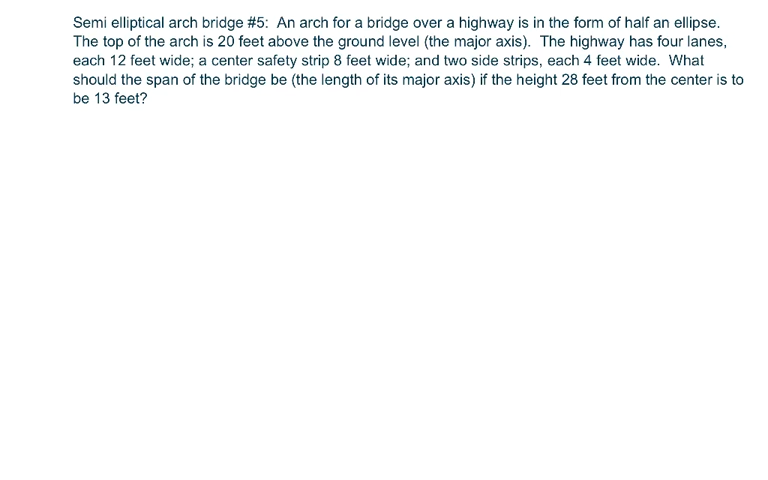 Semi elliptical arch bridge #5:  An arch for a bridge over a highway is in the form of half an ellipse.
The top of the arch is 20 feet above the ground level (the major axis).  The highway has four lanes,
each 12 feet wide; a center safety strip 8 feet wide; and two side strips, each 4 feet wide.  What
should the span of the bridge be (the length of its major axis) if the height 28 feet from the center is to
be 13 feet?